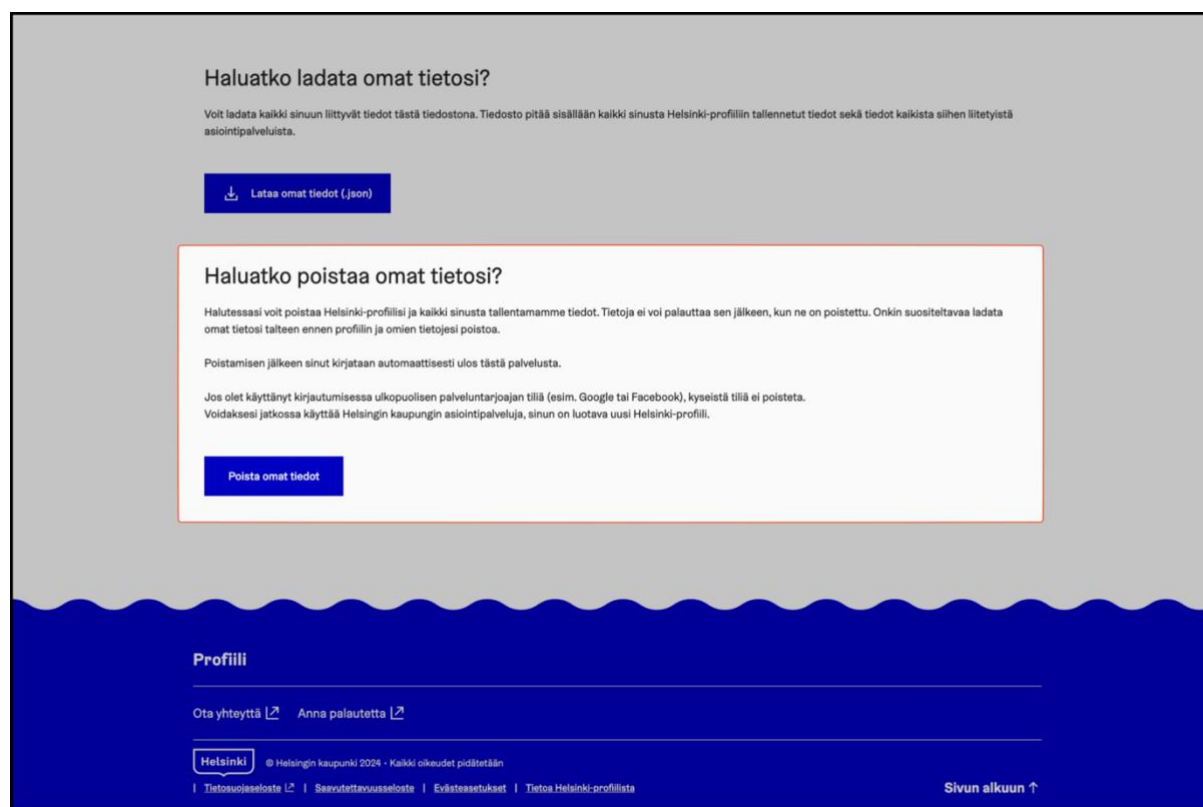 Haluatko ladata omat tietosi?
Voit ladata kaikki sinuun liittyvät tiedot tästä tiedostona. Tiedosto pitää sisällään kaikki sinusta Helsinki-profiiliin tallennetut tiedot sekä tiedot kaikista siihen liitetyistä
asiointipalveluista.
Lataa omat tiedot (.json)
Haluatko poistaa omat tietosi?
Halutessasi voit poistaa Helsinki-profiilisi ja kaikki sinusta tallentamamme tiedot. Tietoja ei voi palauttaa sen jälkeen, kun ne on poistettu. Onkin suositeltavaa ladata
omat tietosi talteen ennen profiilin ja omien tietojesi poistoa.
Poistamisen jälkeen sinut kirjataan automaattisesti ulos tästä palvelusta.
Jos olet käyttänyt kirjautumisessa ulkopuolisen palveluntarjoajan tiliä (esim. Google tai Facebook), kyseistä tiliä ei poisteta.
Voidaksesi jatkossa käyttää Helsingin kaupungin asiointipalveluja, sinun on luotava uusi Helsinki-profiili.
Poista omat tiedot
Profiili
Ota yhteyttä Anna palautetta
Helsinki © Helsingin kaupunki 2024 • Kaikki oikeudet pidätetään
| Tietosuojaseloste | Saavutettavuusseloste | Evästeasetukset | Tietoa Helsinki-profiilista Sivun alkuun ↑